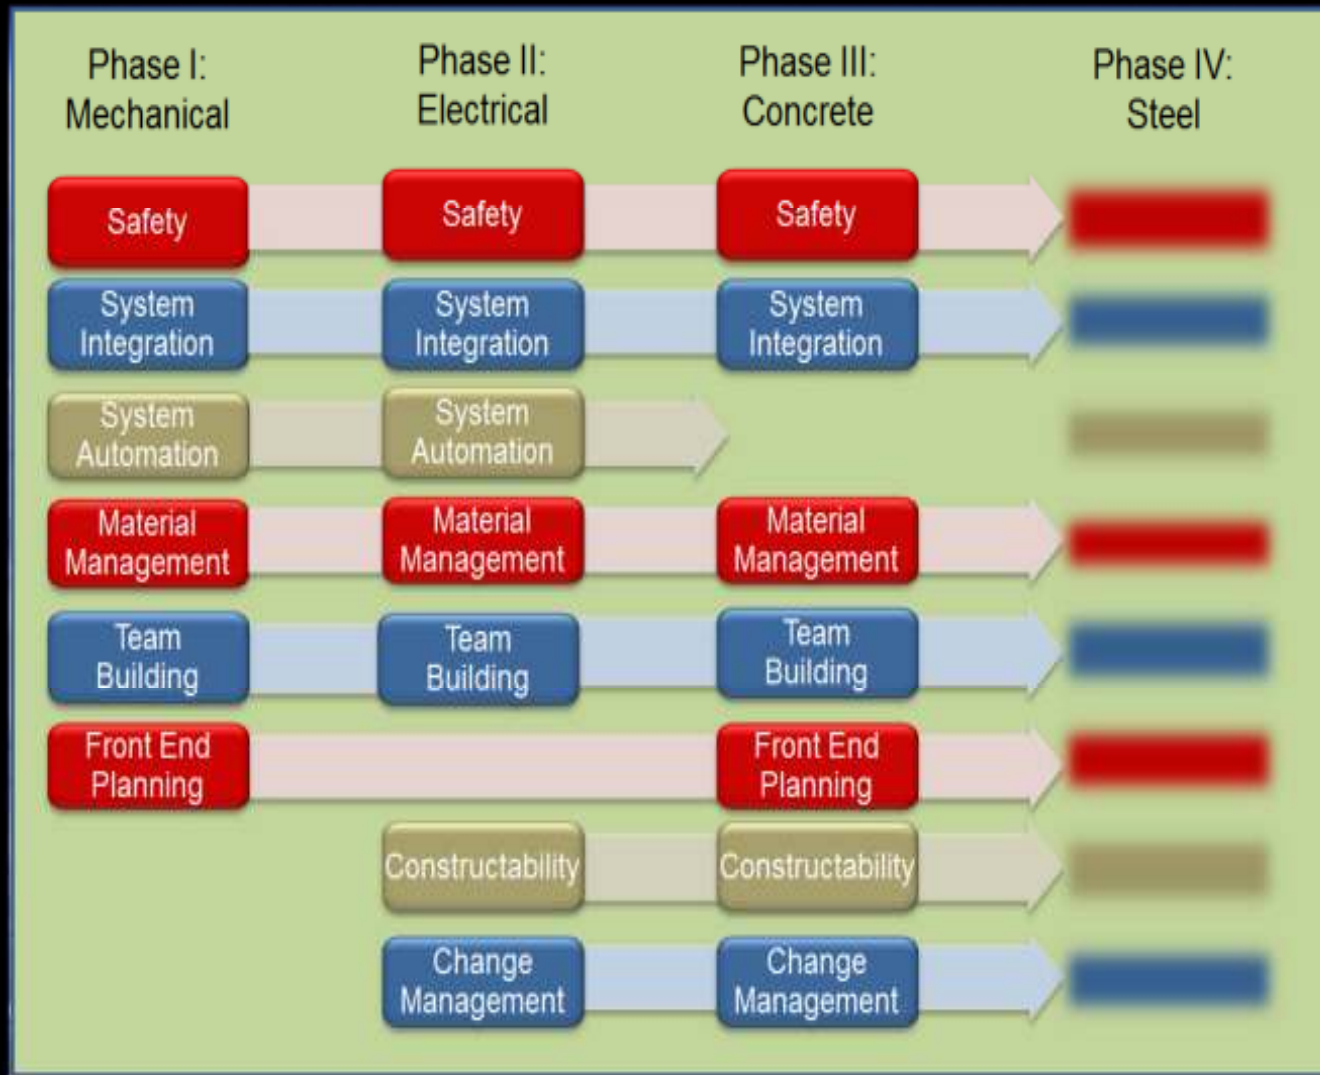 Phase I:
Mechanical
Phase II:
Electrical
Phase III:
Concrete
Phase IV:
Steel
Safety
Safety
Safety
System
Integration
System
Integration
System
Integration
System
Automation
System
Automation
Material
Management
Material
Management
Material
Management
Team
Building
Team
Building
Team
Building
Front End
Planning
Front End
Planning
Constructability
Constructability
Change
Management
Change
Management